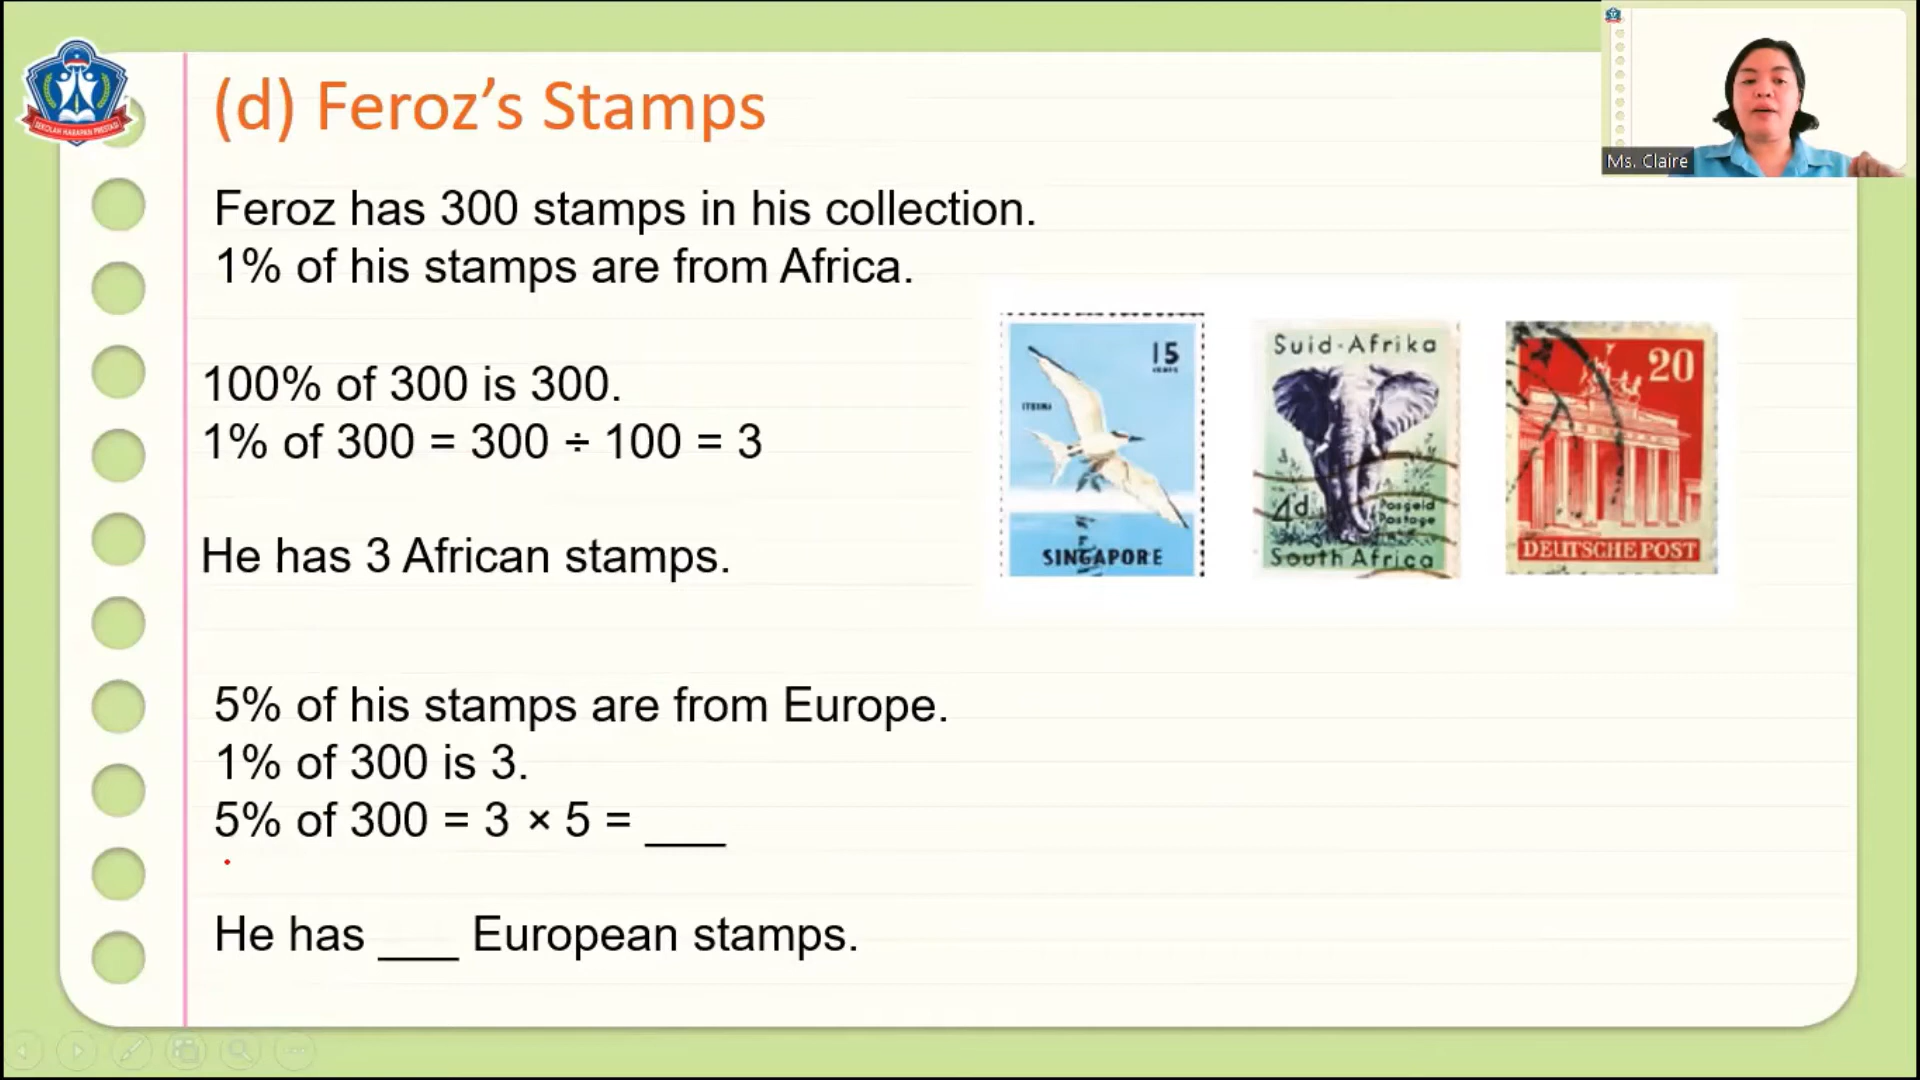 SEKOLAH HARAPAN PRESTASI
(d) Feroz's Stamps
Ms. Claire
Feroz has 300 stamps in his collection.
1% of his stamps are from Africa.
100% of 300 is 300.
1% of 300 = 300 ÷ 100 = 3
He has 3 African stamps.
15
SINGAPORE
Suid-Afrika
4d
Posgeld
Postage
South Africa
20
DEUTSCHE POST
5% of his stamps are from Europe.
1% of 300 is 3.
5% of 300 = 3 × 5 = ___
He has ___ European stamps.